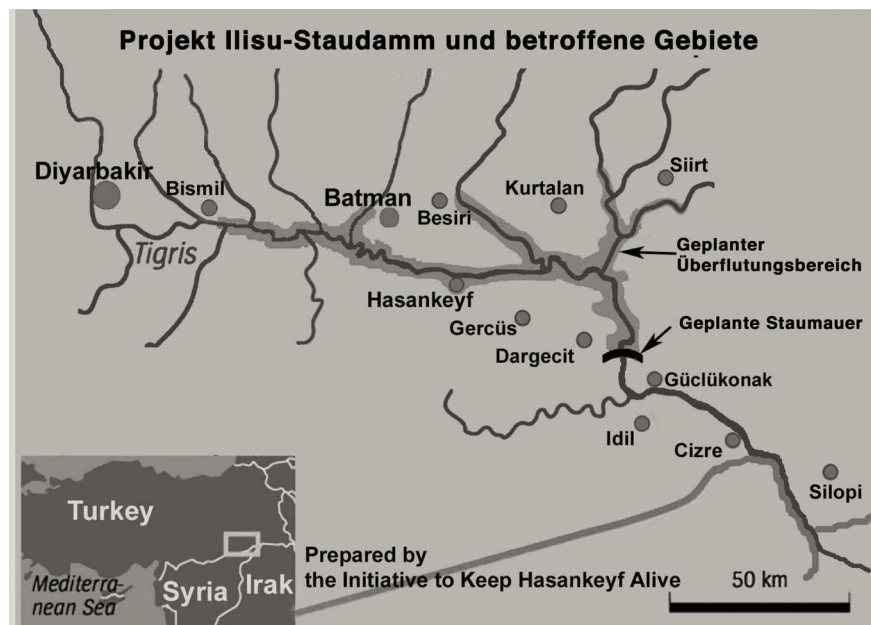 Projekt Ilisu-Staudamm und betroffene Gebiete
Diyarbakir
Bismil
Tigris
Batman
Besiri
Kurtalan
Siirt
Geplanter
Überflutungsbereich
Hasankeyf
Gercüs
Dargecit
Geplante Staumauer
Güclükonak
Idil
Cizre
Silopi
Turkey
Syria
Irak
Mediterra-
nean Sea
Prepared by
the Initiative to Keep Hasankeyf Alive
50 km